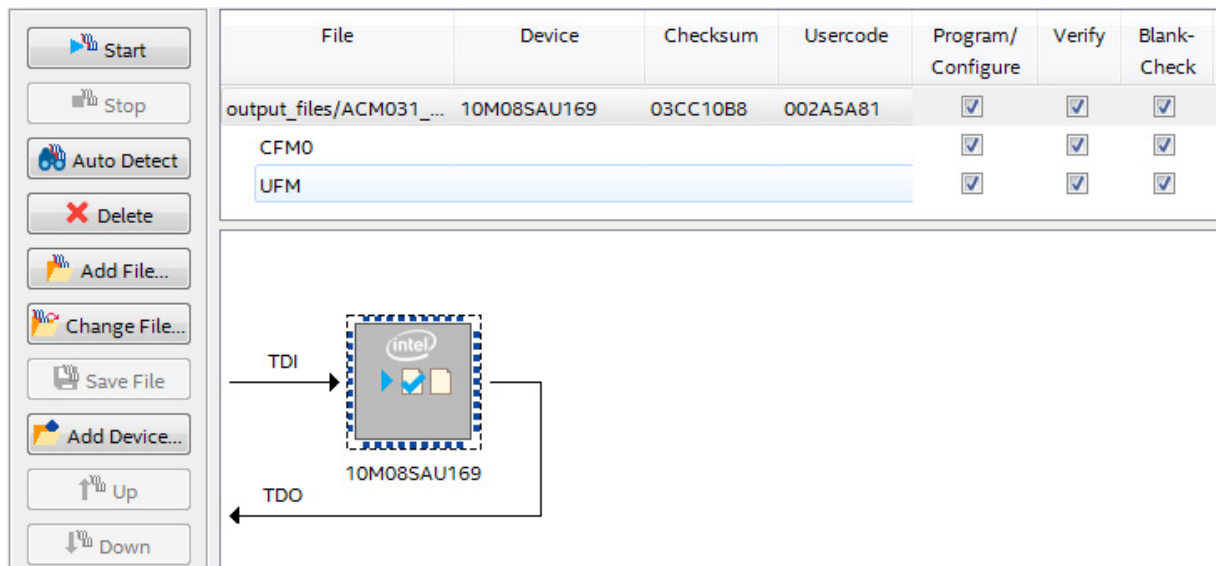 Start
Stop
Auto Detect
Delete
Add File...
Change File...
Save File
Add Device...
Up
Down
File Device Checksum Usercode Program/ Verify Blank-
Configure Check
output_files/ACM031_... 10M08SAU169 03CC10B8 002A5A81
CFM0
UFM
TDI
intel
10M08SAU169
TDO